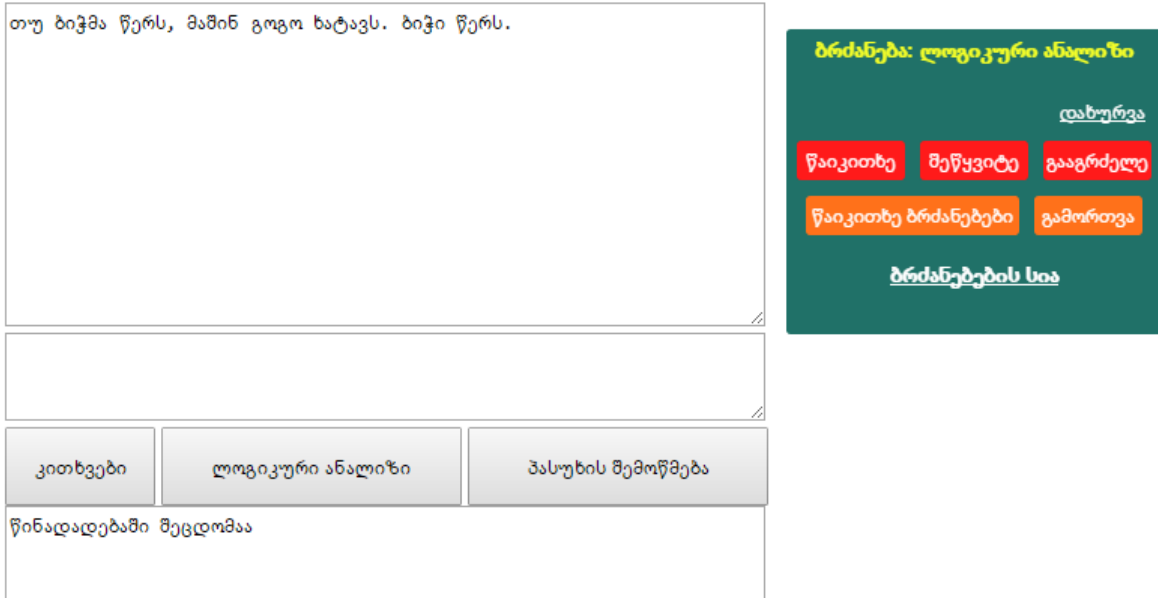 თუ ბიჭმა წერს, მაშინ გოგო ხატავს. ბიჭი წერს.
ბრძანება: ლოგიკური ანალიზი
დახურვა
წაიკითხე შეწყვიტე გააგრძელე
წაიკითხე ბრძანებები გამორთვა
ბრძანებების სია
კითხვები ლოგიკური ანალიზი პასუხის შემოწმება
წინადადებაში შეცდომაა